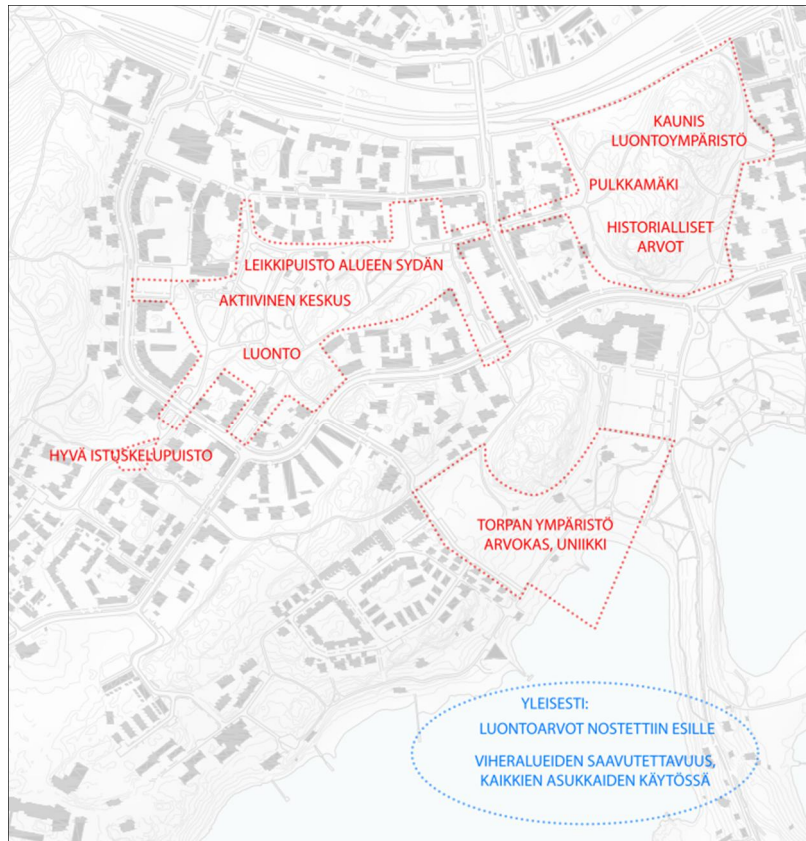 KAUNIS
LUONTOYMPÄRISTÖ
PULKKAMÄKI
HISTORIALLISET
ARVOT
LEIKKIPUISTO ALUEEN SYDÄN
AKTIIVINEN KESKUS
LUONTO
HYVÄ ISTUSKELUPUISTO
TORPAN YMPÄRISTÖ
ARVOKAS, UNIIKKI
YLEISESTI:
LUONTOARVOT NOSTETTIIN ESILLE
VIHERALUEIDEN SAAVUTETTAVUUS,
KAIKKIEN ASUKKAIDEN KÄYTÖSSÄ